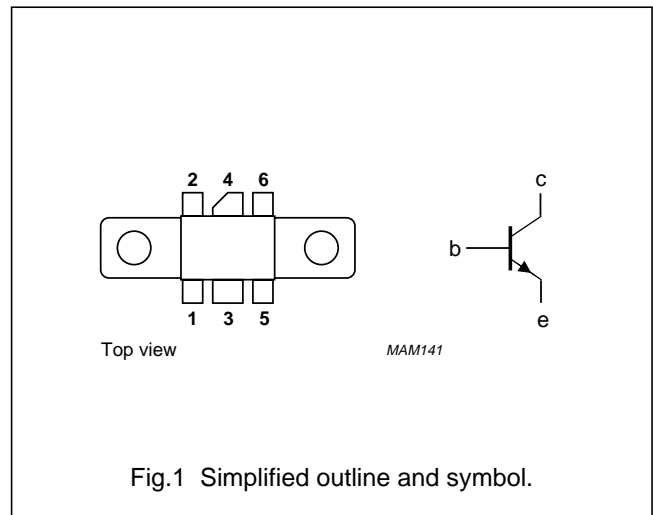 2 4 6
c
b
1 3 5
e
Top view
MAM141
Fig.1 Simplified outline and symbol.